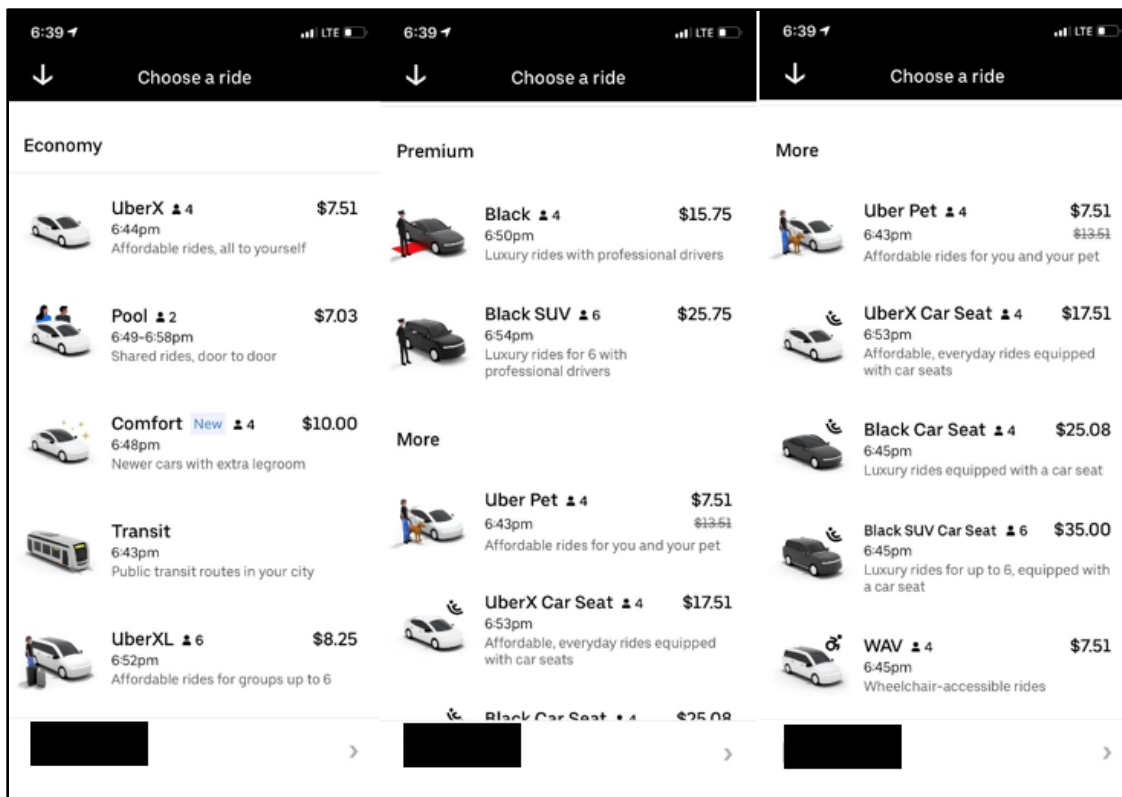 6:39
LTE
Choose a ride
Economy
UberX 4 $7.51
6:44pm
Affordable rides, all to yourself
Pool 2 $7.03
6:49-6:58pm
Shared rides, door to door
Comfort New 4 $10.00
6:48pm
Newer cars with extra legroom
Transit
6:43pm
Public transit routes in your city
UberXL 6 $8.25
6:52pm
Affordable rides for groups up to 6
6:39
LTE
Choose a ride
Premium
Black 4 $15.75
6:50pm
Luxury rides with professional drivers
Black SUV 6 $25.75
6:54pm
Luxury rides for 6 with
professional drivers
More
Uber Pet 4 $7.51
6:43pm $13.51
Affordable rides for you and your pet
UberX Car Seat 4 $17.51
6:53pm
Affordable, everyday rides equipped
with car seats
Black Car Seat 4 $25.08
6:39
LTE
Choose a ride
More
Uber Pet 4 $7.51
6:43pm $13.51
Affordable rides for you and your pet
UberX Car Seat 4 $17.51
6:53pm
Affordable, everyday rides equipped
with car seats
Black Car Seat 4 $25.08
6:45pm
Luxury rides equipped with a car seat
Black SUV Car Seat 6 $35.00
6:45pm
Luxury rides for up to 6, equipped with
a car seat
WAV 4 $7.51
6:45pm
Wheelchair-accessible rides